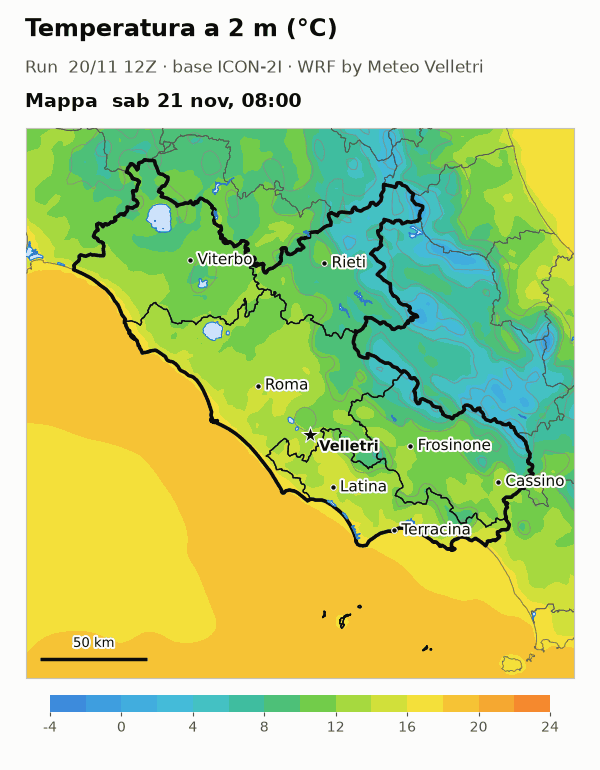 Temperatura a 2 m (°C)
Run  20/11 12Z · base ICON-2I · WRF by Meteo Velletri
Mappa  sab 21 nov, 08:00
Viterbo
Rieti
Roma
Velletri
Frosinone
Cassino
Latina
Terracina
50 km
-4 0 4 8 12 16 20 24